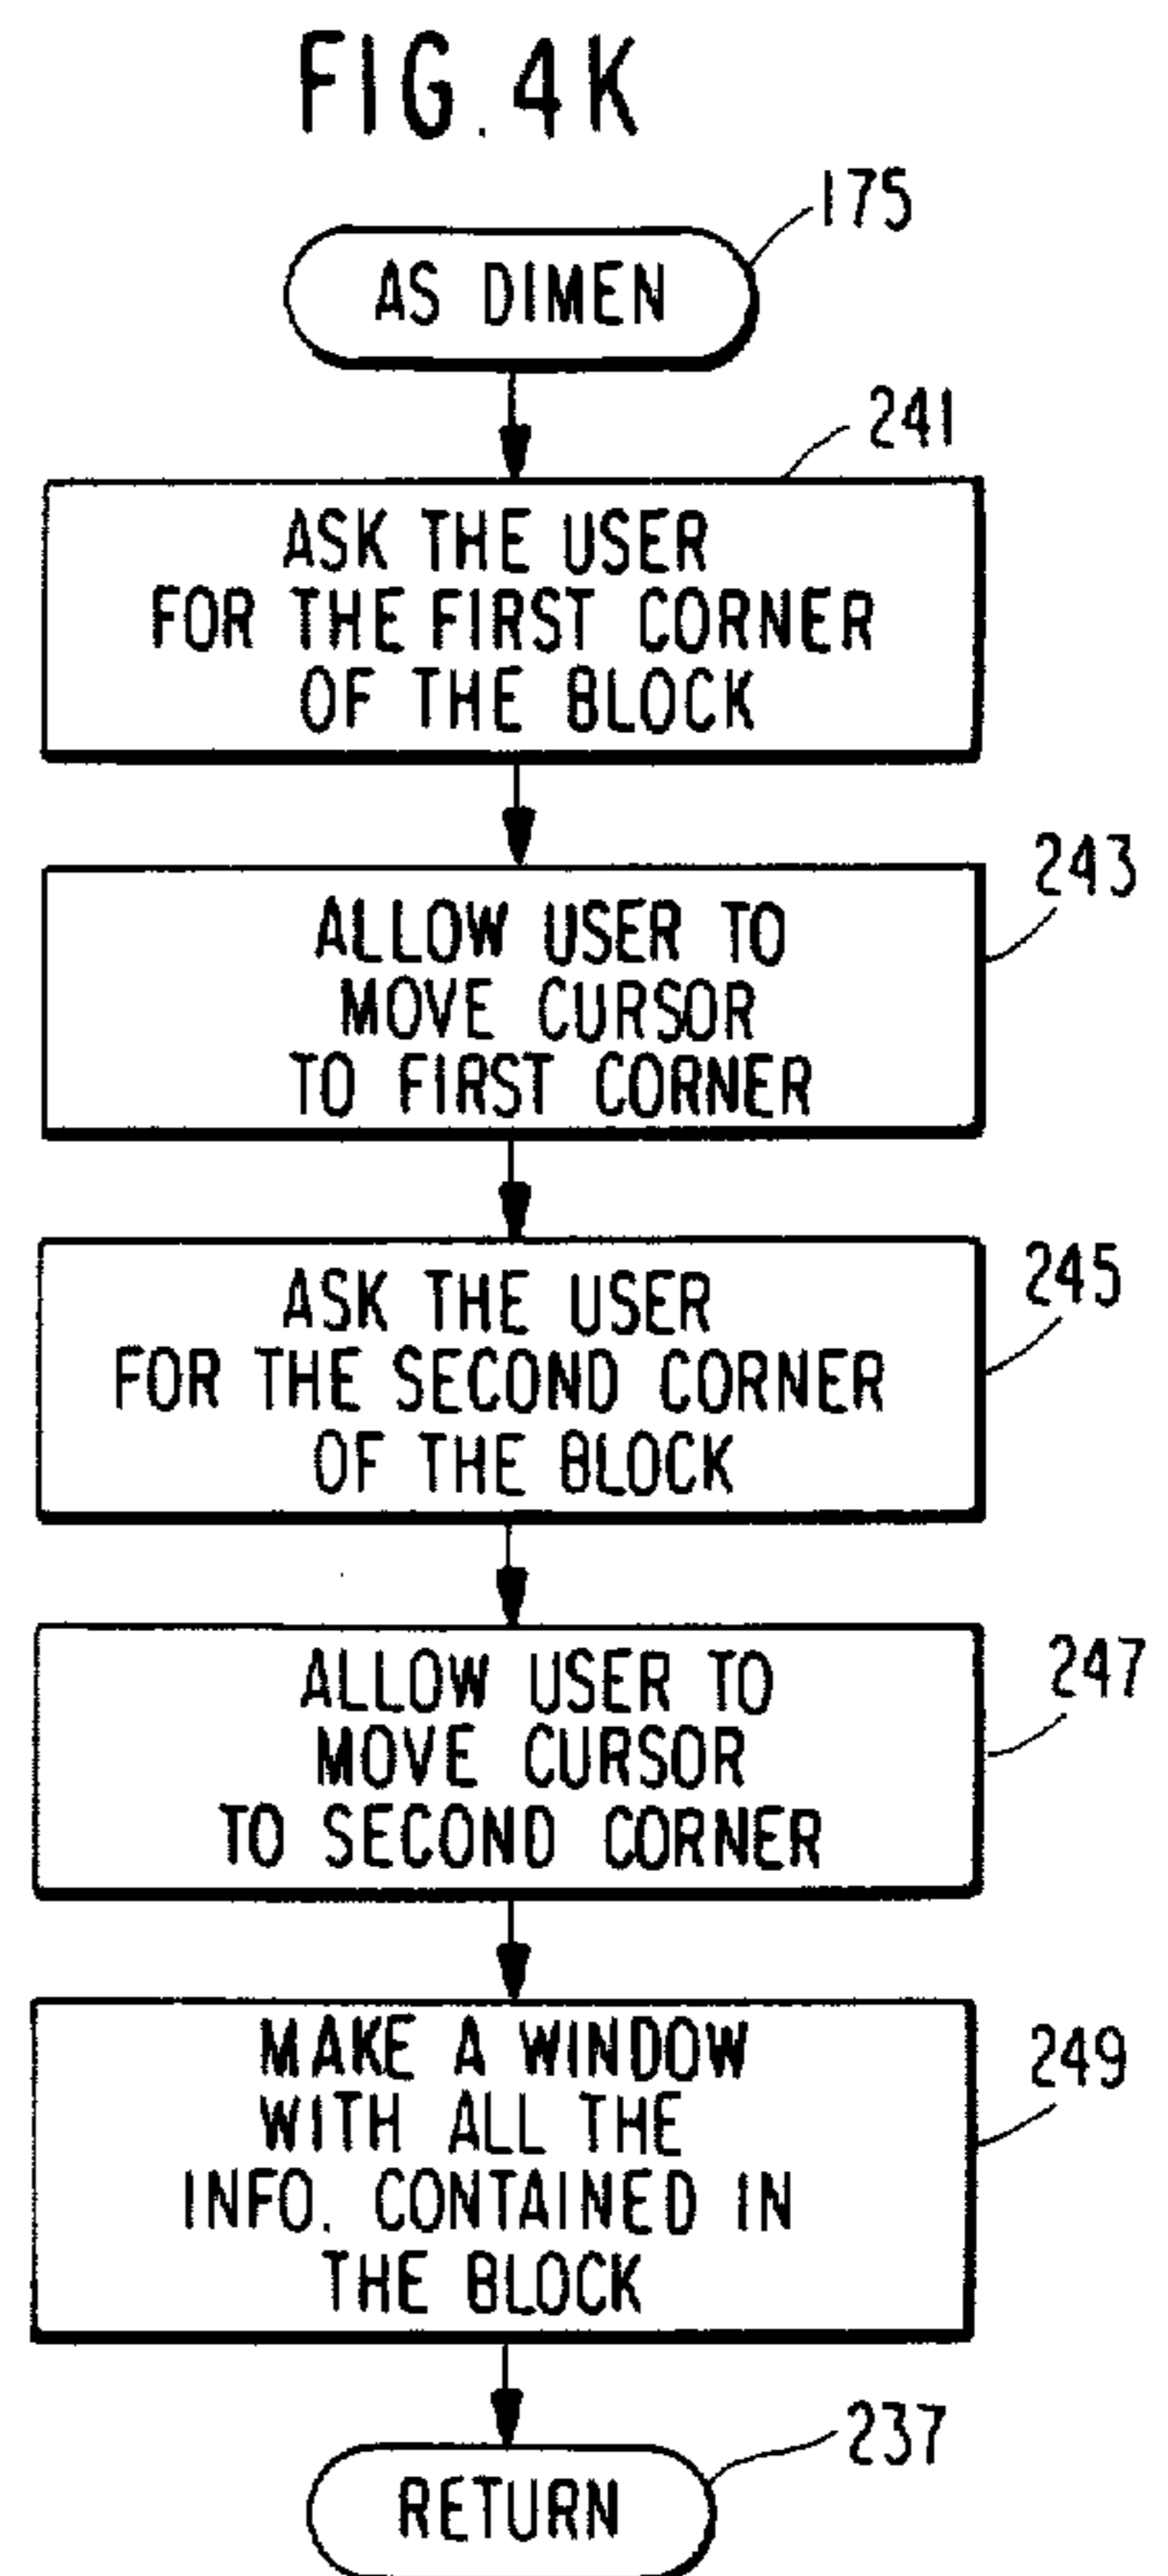 FIG. 4K
175
AS DIMEN
241
ASK THE USER
FOR THE FIRST CORNER
OF THE BLOCK
243
ALLOW USER TO
MOVE CURSOR
TO FIRST CORNER
245
ASK THE USER
FOR THE SECOND CORNER
OF THE BLOCK
247
ALLOW USER TO
MOVE CURSOR
TO SECOND CORNER
249
MAKE A WINDOW
WITH ALL THE
INFO. CONTAINED IN
THE BLOCK
237
RETURN